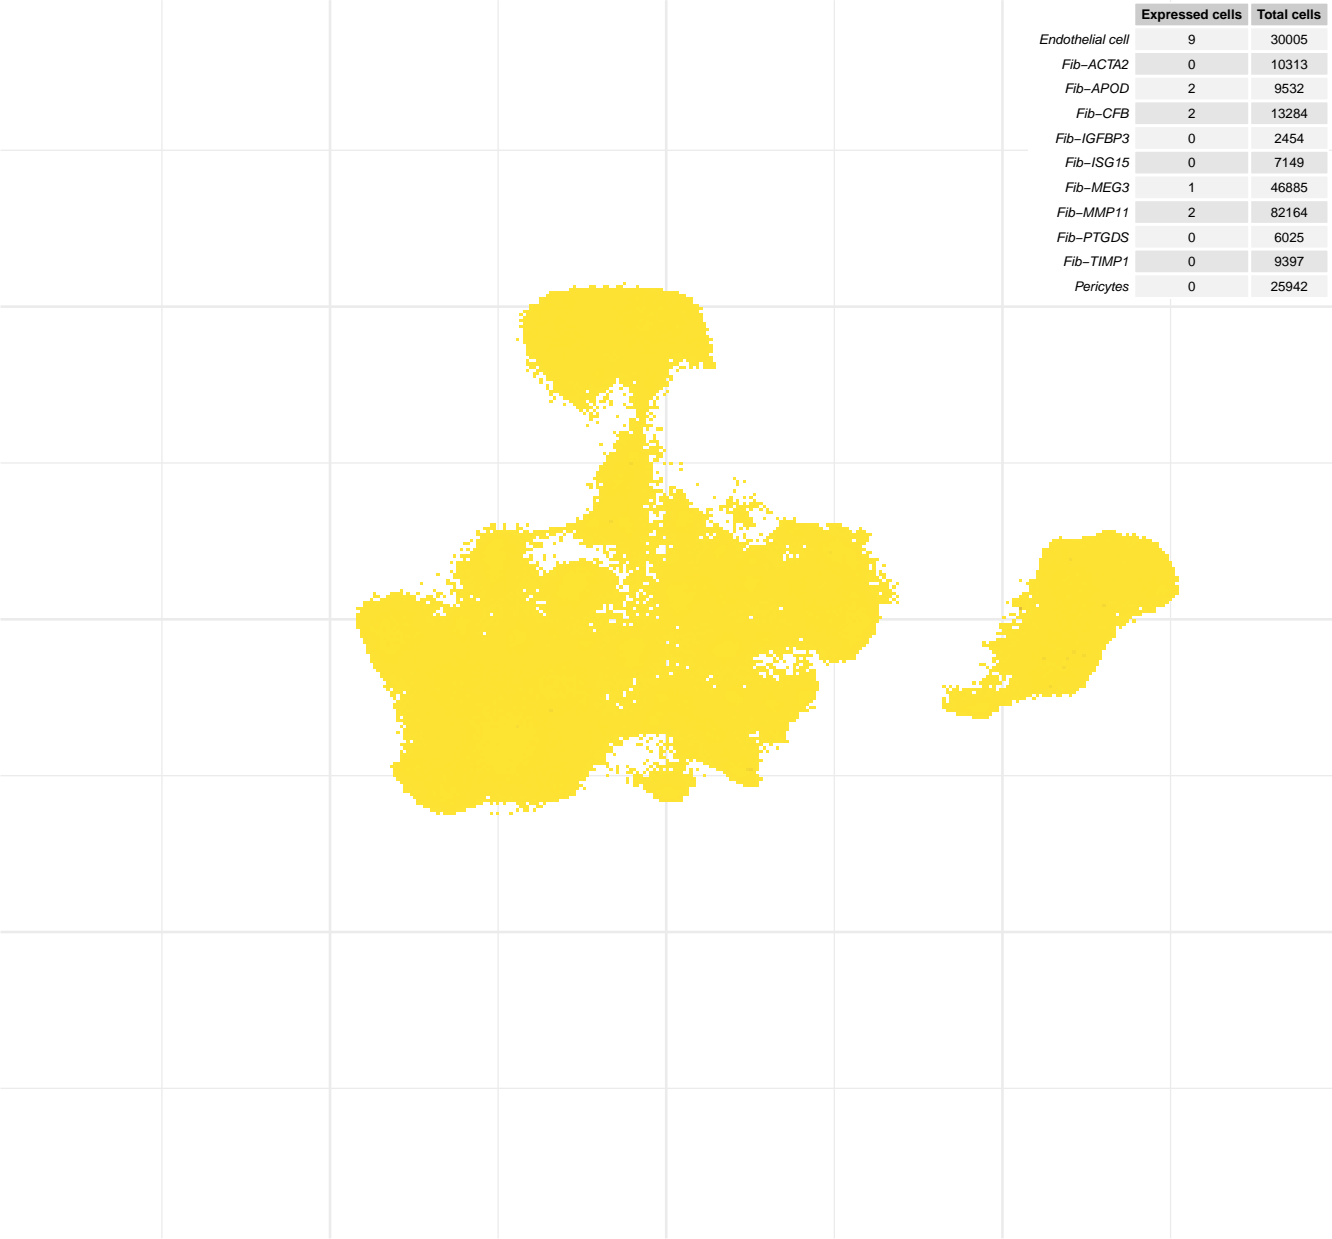 Expressed cells Total cells
Endothelial cell 9 30005
Fib−ACTA2 0 10313
Fib−APOD 2 9532
Fib−CFB 2 13284
Fib−IGFBP3 0 2454
Fib−ISG15 0 7149
Fib−MEG3 1 46885
Fib−MMP11 2 82164
Fib−PTGDS 0 6025
Fib−TIMP1 0 9397
Pericytes 0 25942